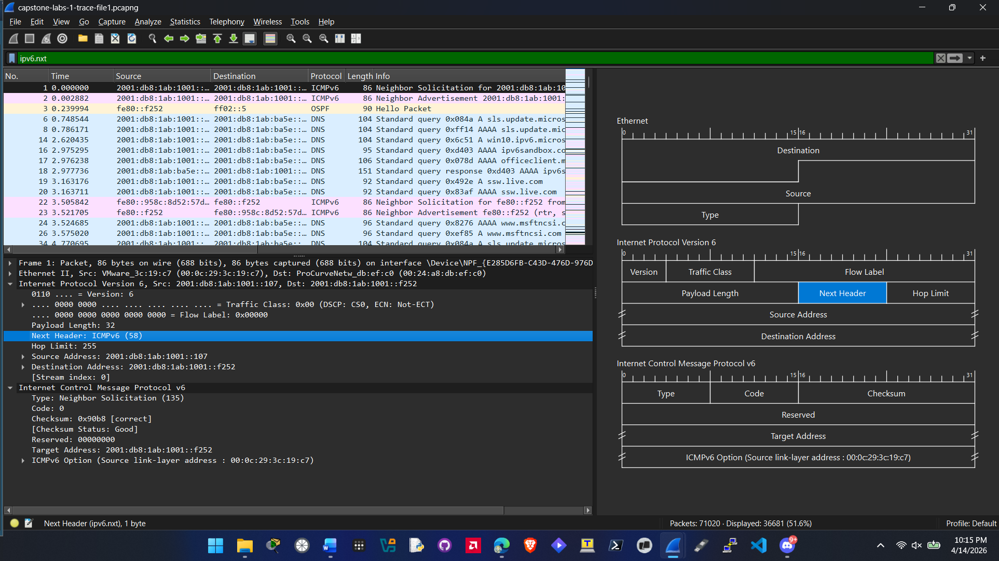 capstone-labs-1-trace-file1.pcapng
File Edit View Go Capture Analyze Statistics Telephony Wireless Tools Help
ipv6.nxt
No. Time Source Destination Protocol Length Info
1 0.000000 2001:db8:1ab:1001::… 2001:db8:1ab:1001::… ICMPv6 86 Neighbor Solicitation for 2001:db8:1ab:10
2 0.002882 2001:db8:1ab:1001::… 2001:db8:1ab:1001::… ICMPv6 86 Neighbor Advertisement 2001:db8:1ab:1001:
3 0.239994 fe80::f252 ff02::5 OSPF 90 Hello Packet
6 0.748544 2001:db8:1ab:1001::… 2001:db8:1ab:ba5e::… DNS 104 Standard query 0x084a A sls.update.micros
8 0.786171 2001:db8:1ab:1001::… 2001:db8:1ab:ba5e::… DNS 104 Standard query 0xff14 AAAA sls.update.mic
14 2.620435 2001:db8:1ab:1001::… 2001:db8:1ab:ba5e::… DNS 104 Standard query 0x6c51 A win10.ipv6.micros
16 2.975295 2001:db8:1ab:1001::… 2001:db8:1ab:ba5e::… DNS 95 Standard query 0xd403 AAAA ipv6sandbox.co
17 2.976238 2001:db8:1ab:1001::… 2001:db8:1ab:ba5e::… DNS 106 Standard query 0x078d AAAA officeclient.m
18 2.977736 2001:db8:1ab:ba5e::… 2001:db8:1ab:1001::… DNS 151 Standard query response 0xd403 AAAA ipv6s
19 3.163176 2001:db8:1ab:1001::… 2001:db8:1ab:ba5e::… DNS 92 Standard query 0x492e A ssw.live.com
20 3.163711 2001:db8:1ab:1001::… 2001:db8:1ab:ba5e::… DNS 92 Standard query 0x83af AAAA ssw.live.com
22 3.505842 fe80::958c:8d52:57d… fe80::f252 ICMPv6 86 Neighbor Solicitation for fe80::f252 from
23 3.521705 fe80::f252 fe80::958c:8d52:57d… ICMPv6 86 Neighbor Advertisement fe80::f252 (rtr, s
24 3.524685 2001:db8:1ab:1001::… 2001:db8:1ab:ba5e::… DNS 96 Standard query 0x8276 AAAA www.msftncsi.c
26 3.575020 2001:db8:1ab:1001::… 2001:db8:1ab:ba5e::… DNS 96 Standard query 0xef85 A www.msftncsi.com
34 4.770695 2001:db8:1ab:1001::… 2001:db8:1ab:ba5e::… DNS 104 Standard query 0x084a A sls.update.micros
Frame 1: Packet, 86 bytes on wire (688 bits), 86 bytes captured (688 bits) on interface \Device\NPF_{E285D6FB-C43D-476D-976D
Ethernet II, Src: VMware_3c:19:c7 (00:0c:29:3c:19:c7), Dst: ProCurveNetw_db:ef:c0 (00:24:a8:db:ef:c0)
Internet Protocol Version 6, Src: 2001:db8:1ab:1001::107, Dst: 2001:db8:1ab:1001::f252
0110 .... = Version: 6
.... 0000 0000 .... .... .... .... .... = Traffic Class: 0x00 (DSCP: CS0, ECN: Not-ECT)
.... 0000 0000 0000 0000 0000 = Flow Label: 0x00000
Payload Length: 32
Next Header: ICMPv6 (58)
Hop Limit: 255
Source Address: 2001:db8:1ab:1001::107
Destination Address: 2001:db8:1ab:1001::f252
[Stream index: 0]
Internet Control Message Protocol v6
Type: Neighbor Solicitation (135)
Code: 0
Checksum: 0x90b8 [correct]
[Checksum Status: Good]
Reserved: 00000000
Target Address: 2001:db8:1ab:1001::f252
ICMPv6 Option (Source link-layer address : 00:0c:29:3c:19:c7)
Ethernet
0 15 16 31
Destination
Source
Type
Internet Protocol Version 6
0 15 16 31
Version Traffic Class Flow Label
Payload Length Next Header Hop Limit
Source Address
Destination Address
Internet Control Message Protocol v6
0 15 16 31
Type Code Checksum
Reserved
Target Address
ICMPv6 Option (Source link-layer address : 00:0c:29:3c:19:c7)
Next Header (ipv6.nxt), 1 byte
Packets: 71020 · Displayed: 36681 (51.6%)
Profile: Default
9+
10:15 PM
4/14/2026